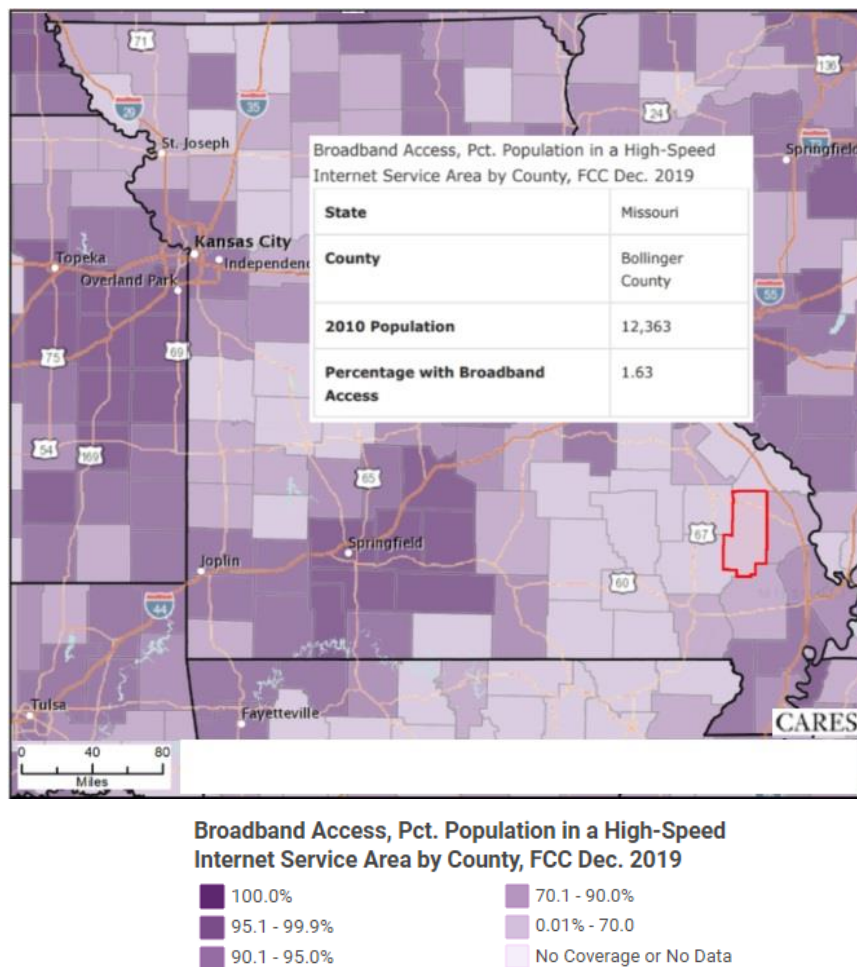 71
136
29
35
24
72
St. Joseph
Springfield
Broadband Access, Pct. Population in a High-Speed
Internet Service Area by County, FCC Dec. 2019
State Missouri
County Bollinger
County
2010 Population 12,363
Percentage with Broadband 1.63
Access
Kansas City
Topeka
Independenc
Overland Park
55
75
69
54
169
65
67
Springfield
Joplin
60
44
Tulsa
Fayetteville
CARES
0 40 80
Miles
Broadband Access, Pct. Population in a High-Speed
Internet Service Area by County, FCC Dec. 2019
100.0% 70.1 - 90.0%
95.1 - 99.9% 0.01% - 70.0
90.1 - 95.0% No Coverage or No Data